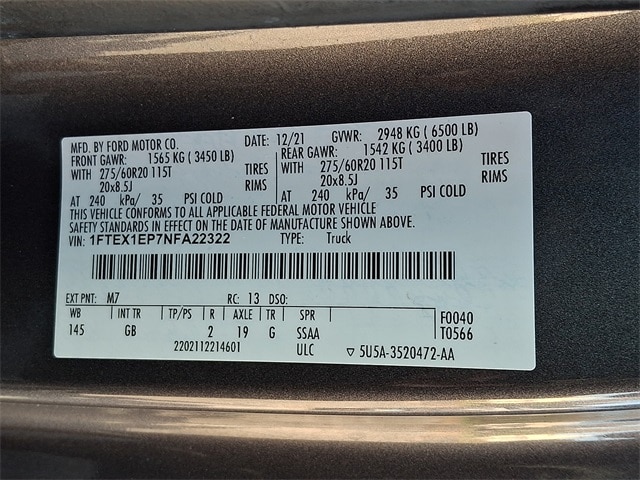 MFD. BY FORD MOTOR CO. DATE: 12/21 GVWR: 2948 KG ( 6500 LB)
FRONT GAWR: 1565 KG ( 3450 LB) REAR GAWR: 1542 KG ( 3400 LB)
WITH 275/60R20 115T TIRES WITH 275/60R20 115T TIRES
20x8.5J RIMS 20x8.5J RIMS
AT 240 kPa/ 35 PSI COLD AT 240 kPa/ 35 PSI COLD
THIS VEHICLE CONFORMS TO ALL APPLICABLE FEDERAL MOTOR VEHICLE
SAFETY STANDARDS IN EFFECT ON THE DATE OF MANUFACTURE SHOWN ABOVE.
VIN: 1FTEX1EP7NFA22322 TYPE: Truck
EXT PNT: M7 RC: 13 DSO:
WB INT TR TP/PS R AXLE TR SPR F0040
145 GB 2 19 G SSAA T0566
2202112214601 ULC ▽ 5U5A-3520472-AA